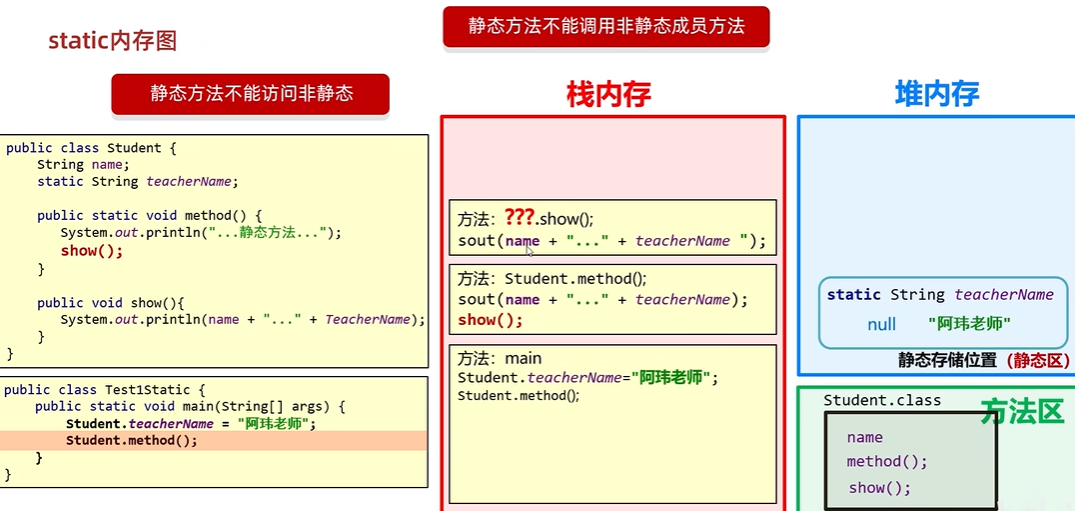 静态方法不能调用非静态成员方法
static内存图
静态方法不能访问非静态
栈内存
堆内存
public class Student {
String name;
static String teacherName;
public static void method() {
System.out.println("...静态方法...");
show();
}
public void show(){
System.out.println(name + "..." + TeacherName);
}
}
public class Test1Static {
public static void main(String[] args) {
Student.teacherName = "阿玮老师";
Student.method();
}
}
方法：???.show();
sout(name + "..." + teacherName ");
方法：Student.method();
sout(name + "..." + teacherName);
show();
方法：main
Student.teacherName="阿玮老师";
Student.method();
static String teacherName
null "阿玮老师"
静态存储位置（静态区）
Student.class
方法区
name
method();
show();